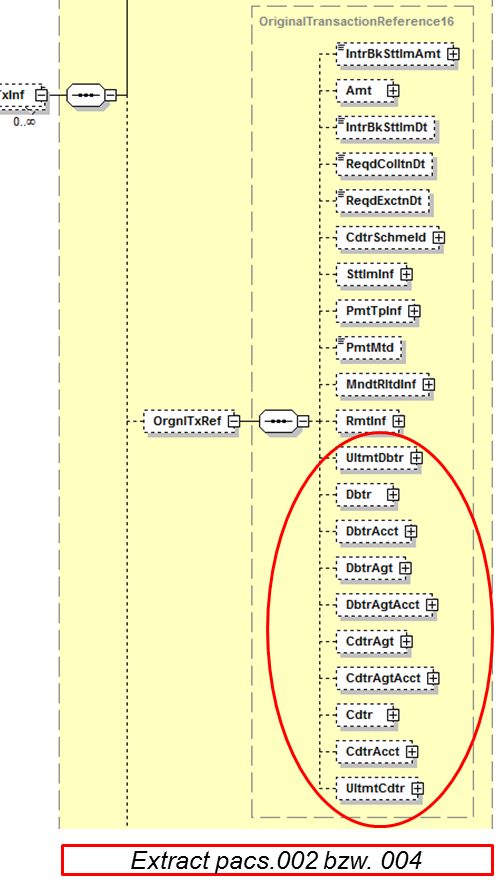 OriginalTransactionReference16
IntrBkSttlmAmt
Amt
IntrBkSttlmDt
TxInf
0..∞
ReqdColltnDt
ReqdExctnDt
CdtrSchmeId
SttlmInf
PmtTpInf
PmtMtd
MndtRltdInf
OrgnlTxRef
RmtInf
UltmtDbtr
Dbtr
DbtrAcct
DbtrAgt
DbtrAgtAcct
CdtrAgt
CdtrAgtAcct
Cdtr
CdtrAcct
UltmtCdtr
Extract pacs.002 bzw. 004